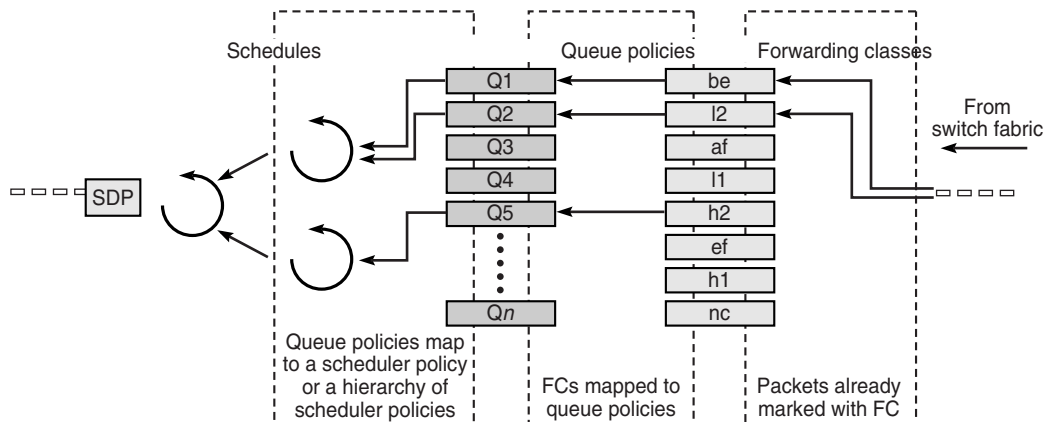 Schedules
Queue policies
Forwarding classes
Q1
be
Q2
l2
From
switch fabric
Q3
af
Q4
l1
SDP
Q5
h2
ef
h1
Qn
nc
Queue policies map
to a scheduler policy
or a hierarchy of
scheduler policies
FCs mapped to
queue policies
Packets already
marked with FC